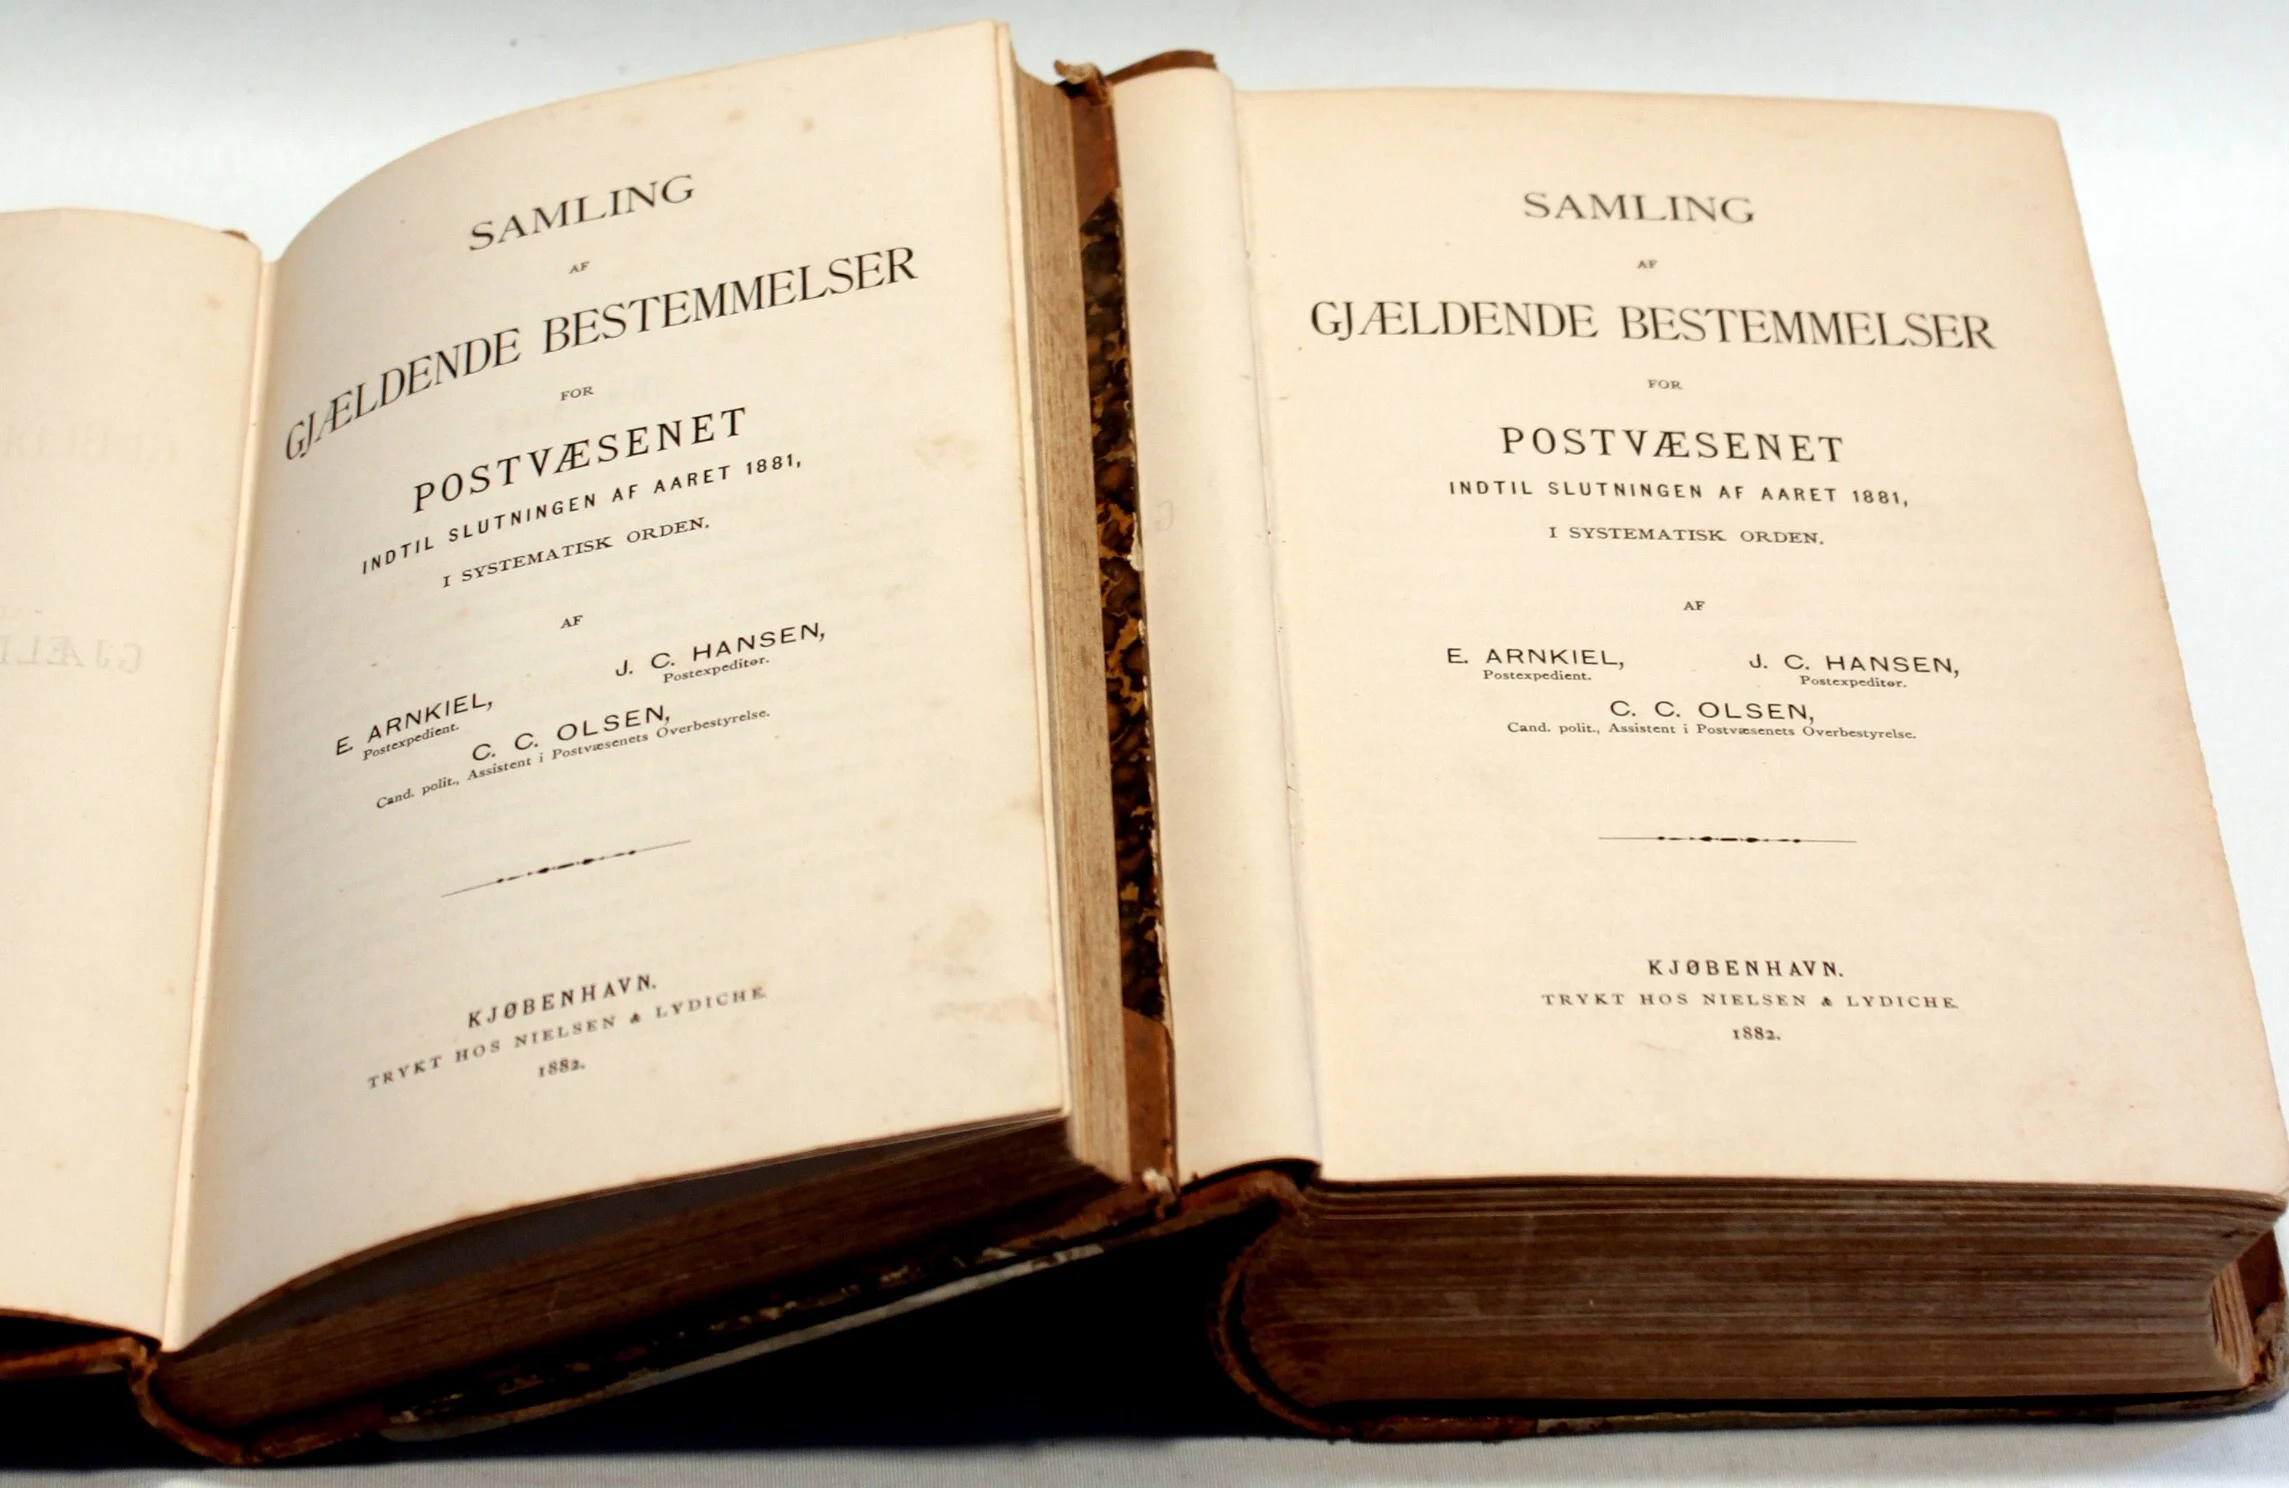 SAMLING
AF
GJÆLDENDE BESTEMMELSER
FOR
POSTVÆSENET
INDTIL SLUTNINGEN AF AARET 1881,
I SYSTEMATISK ORDEN.
AF
E. ARNKIEL,
Postexpedient.
J. C. HANSEN,
Postexpeditør.
C. C. OLSEN,
Cand. polit., Assistent i Postvæsenets Overbestyrelse.
KJØBENHAVN.
TRYKT HOS NIELSEN & LYDICHE.
1882.
SAMLING
AF
GJÆLDENDE BESTEMMELSER
FOR
POSTVÆSENET
INDTIL SLUTNINGEN AF AARET 1881,
I SYSTEMATISK ORDEN.
AF
E. ARNKIEL,
Postexpedient.
J. C. HANSEN,
Postexpeditør.
C. C. OLSEN,
Cand. polit., Assistent i Postvæsenets Overbestyrelse.
KJØBENHAVN.
TRYKT HOS NIELSEN & LYDICHE.
1882.